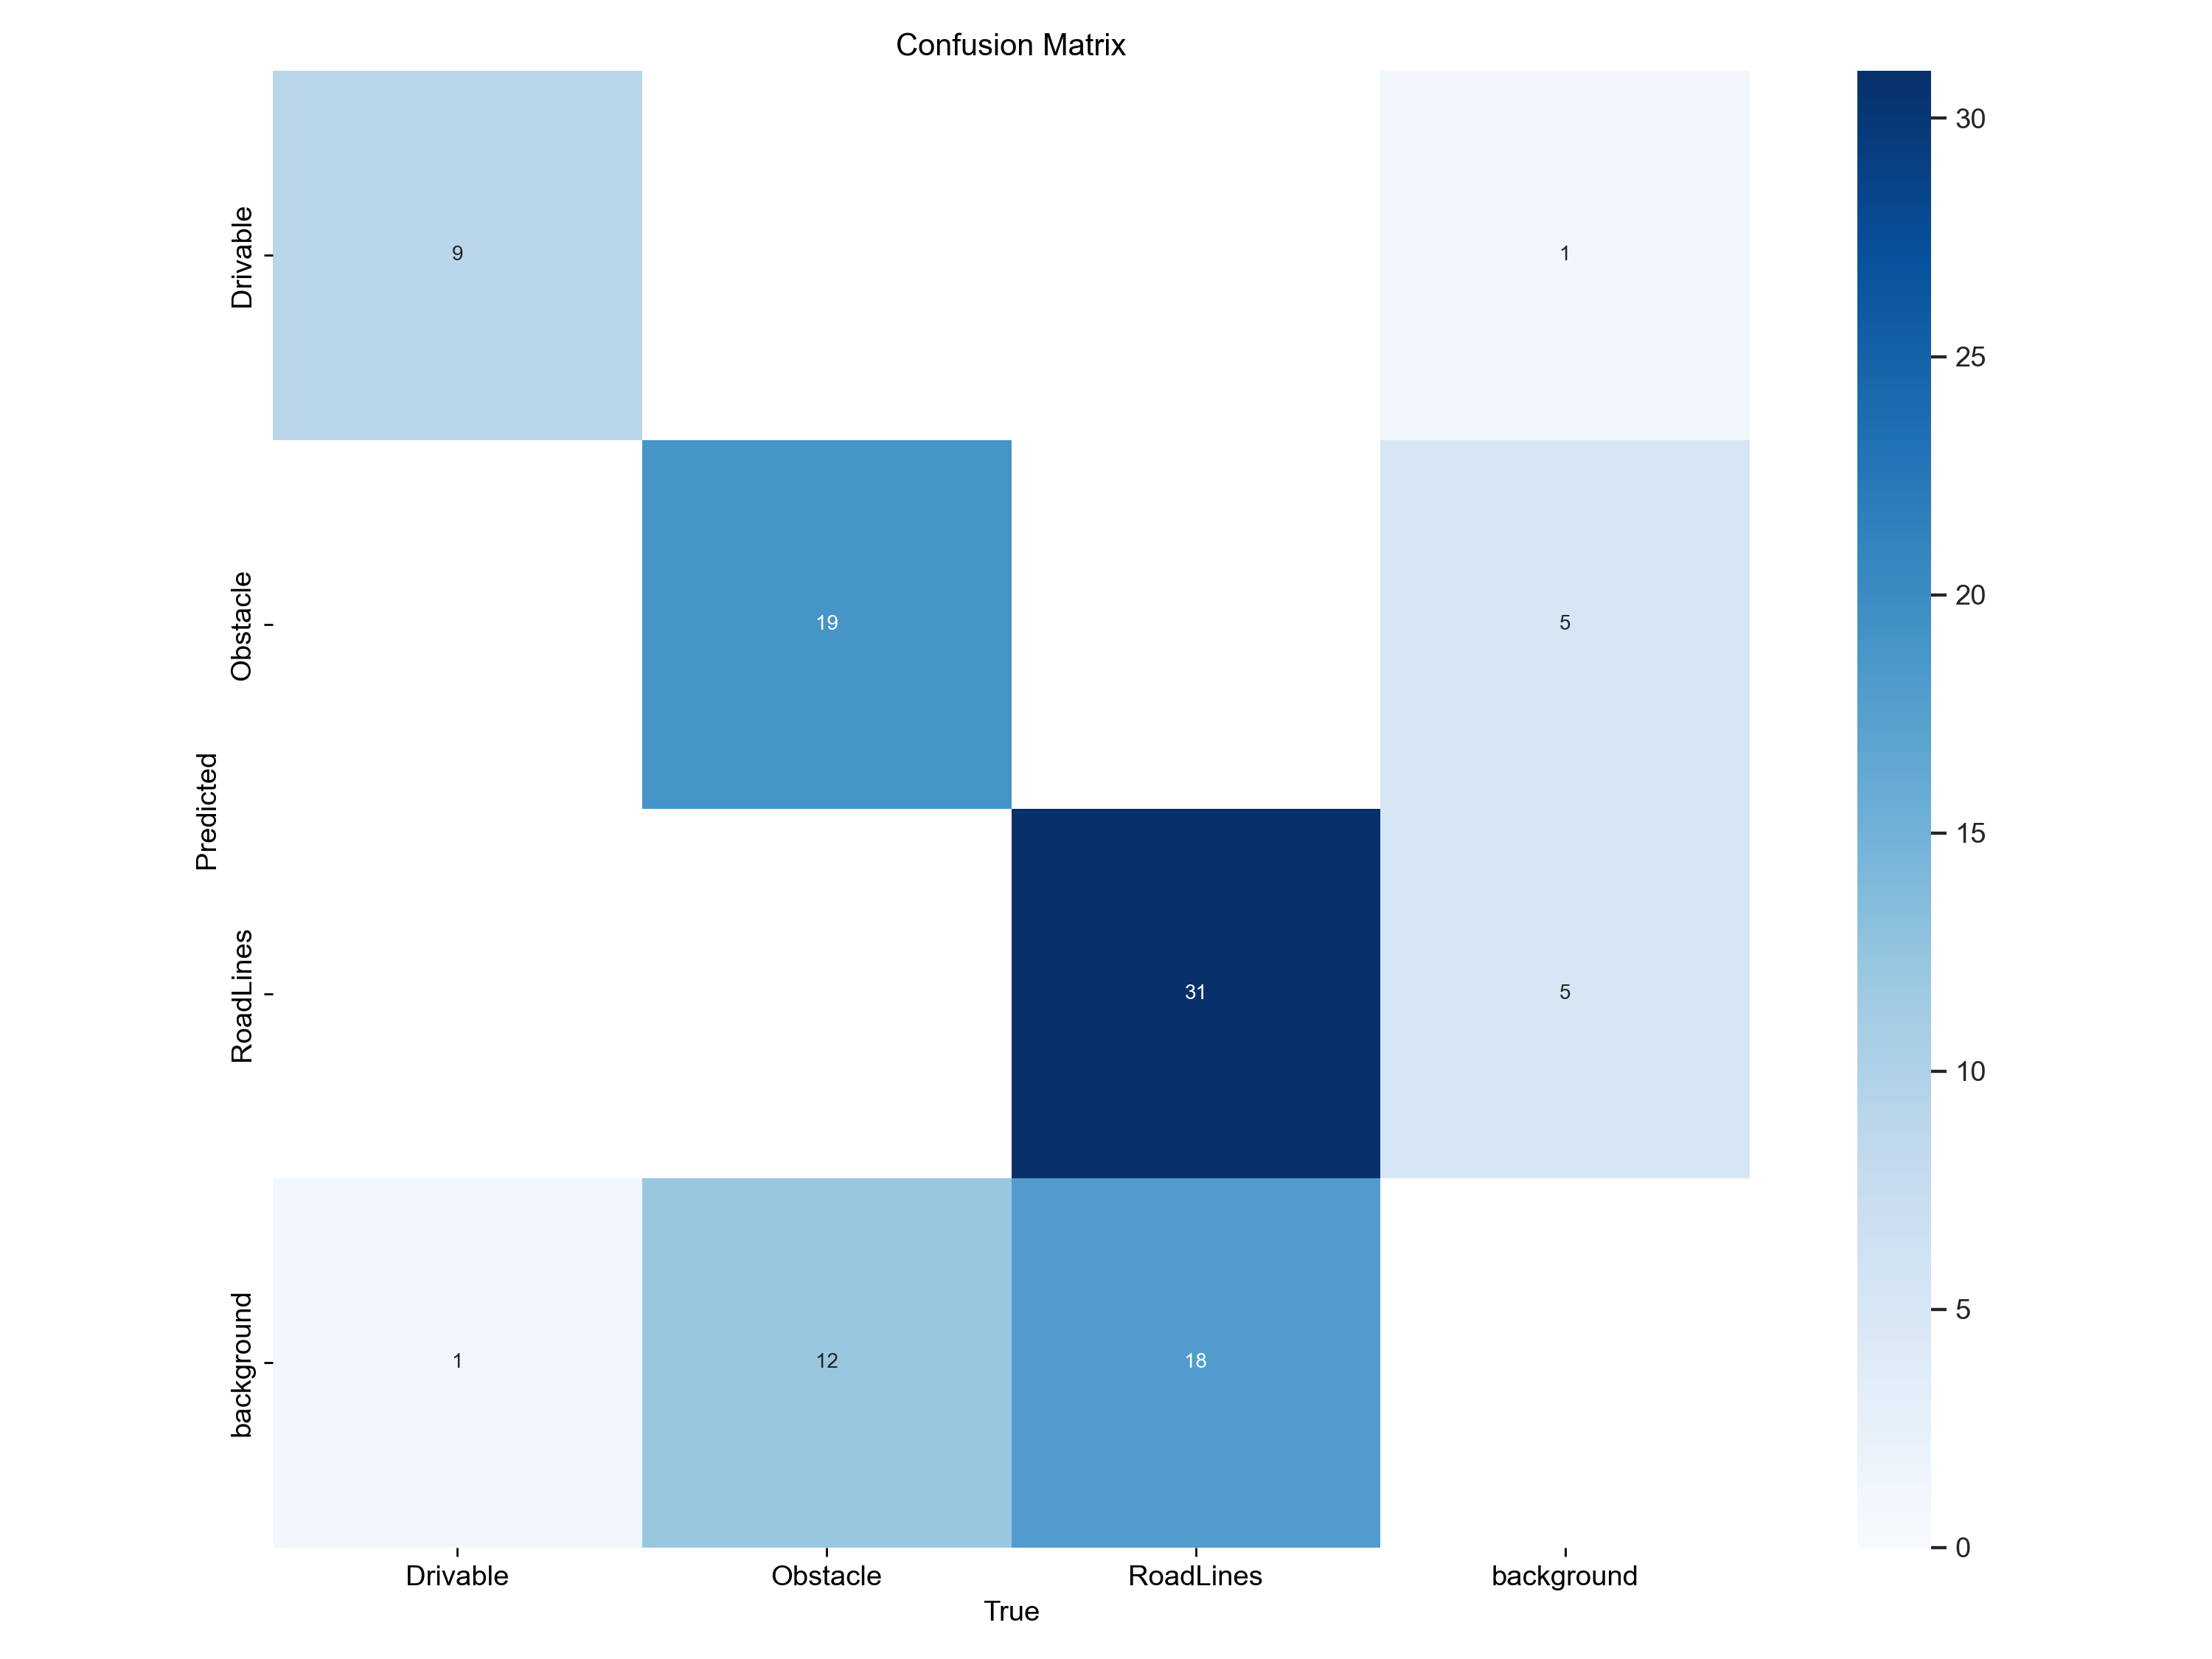 Confusion Matrix
Predicted
Drivable
Obstacle
RoadLines
background
9
1
19
5
31
5
1
12
18
Drivable
Obstacle
RoadLines
background
True
30
25
20
15
10
5
0